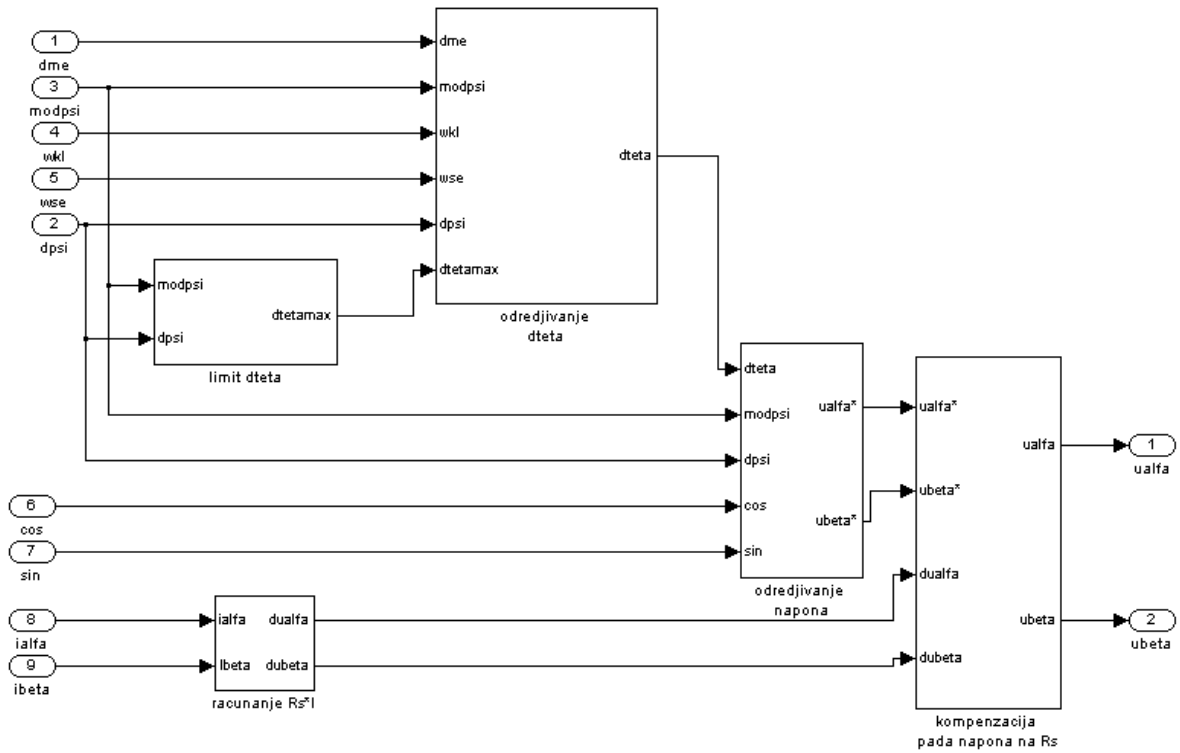 1
dme
3
modpsi
4
wkl
5
wse
2
dpsi
dme
modpsi
wkl
wse
dpsi
dtetamax
dteta
odredjivanje
dteta
modpsi
dpsi
dtetamax
limit dteta
dteta
modpsi
dpsi
cos
sin
ualfa*
ubeta*
odredjivanje
napona
6
cos
7
sin
8
ialfa
9
ibeta
ialfa
Ibeta
dualfa
dubeta
racunanje Rs*I
ualfa*
ubeta*
dualfa
dubeta
ualfa
ubeta
kompenzacija
pada napona na Rs
1
ualfa
2
ubeta